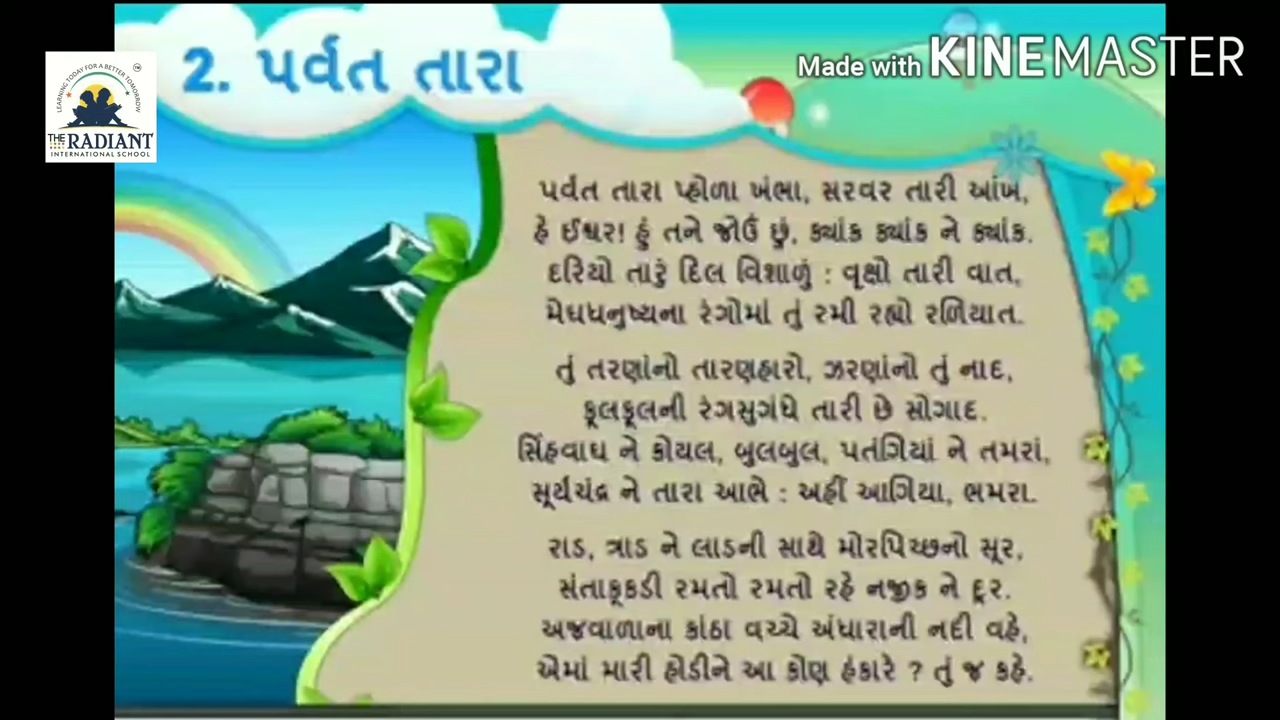 Made with KINEMASTER
LEARNING TODAY FOR A BETTER TOMORROW
THE RADIANT
INTERNATIONAL SCHOOL
2. પર્વત તારા
પર્વત તારા પ્હોળા ખંભા, સરવર તારી આંખ,
હે ઈશ્વર! હું તને જોઉં છું, ક્યાંક ક્યાંક ને ક્યાંક.
દરિયો તારું દિલ વિશાળું : વૃક્ષો તારી વાત,
મેઘધનુષ્યના રંગોમાં તું રમી રહ્યો રળિયાત.
તું તરણાંનો તારણહારો, ઝરણાંનો તું નાદ,
ફૂલફૂલની રંગસુગંધે તારી છે સોગાદ.
સિંહવાઘ ને કોયલ, બુલબુલ, પતંગિયાં ને તમરાં,
સૂર્યચંદ્ર ને તારા આભે : અહીં આગિયા, ભમરા.
રાડ, ત્રાડ ને લાડની સાથે મોરપિચ્છનો સૂર,
સંતાકૂકડી રમતો રમતો રહે નજીક ને દૂર.
અજવાળાના કાંઠા વચ્ચે અંધારાની નદી વહે,
એમાં મારી હોડીને આ કોણ હંકારે ? તું જ કહે.